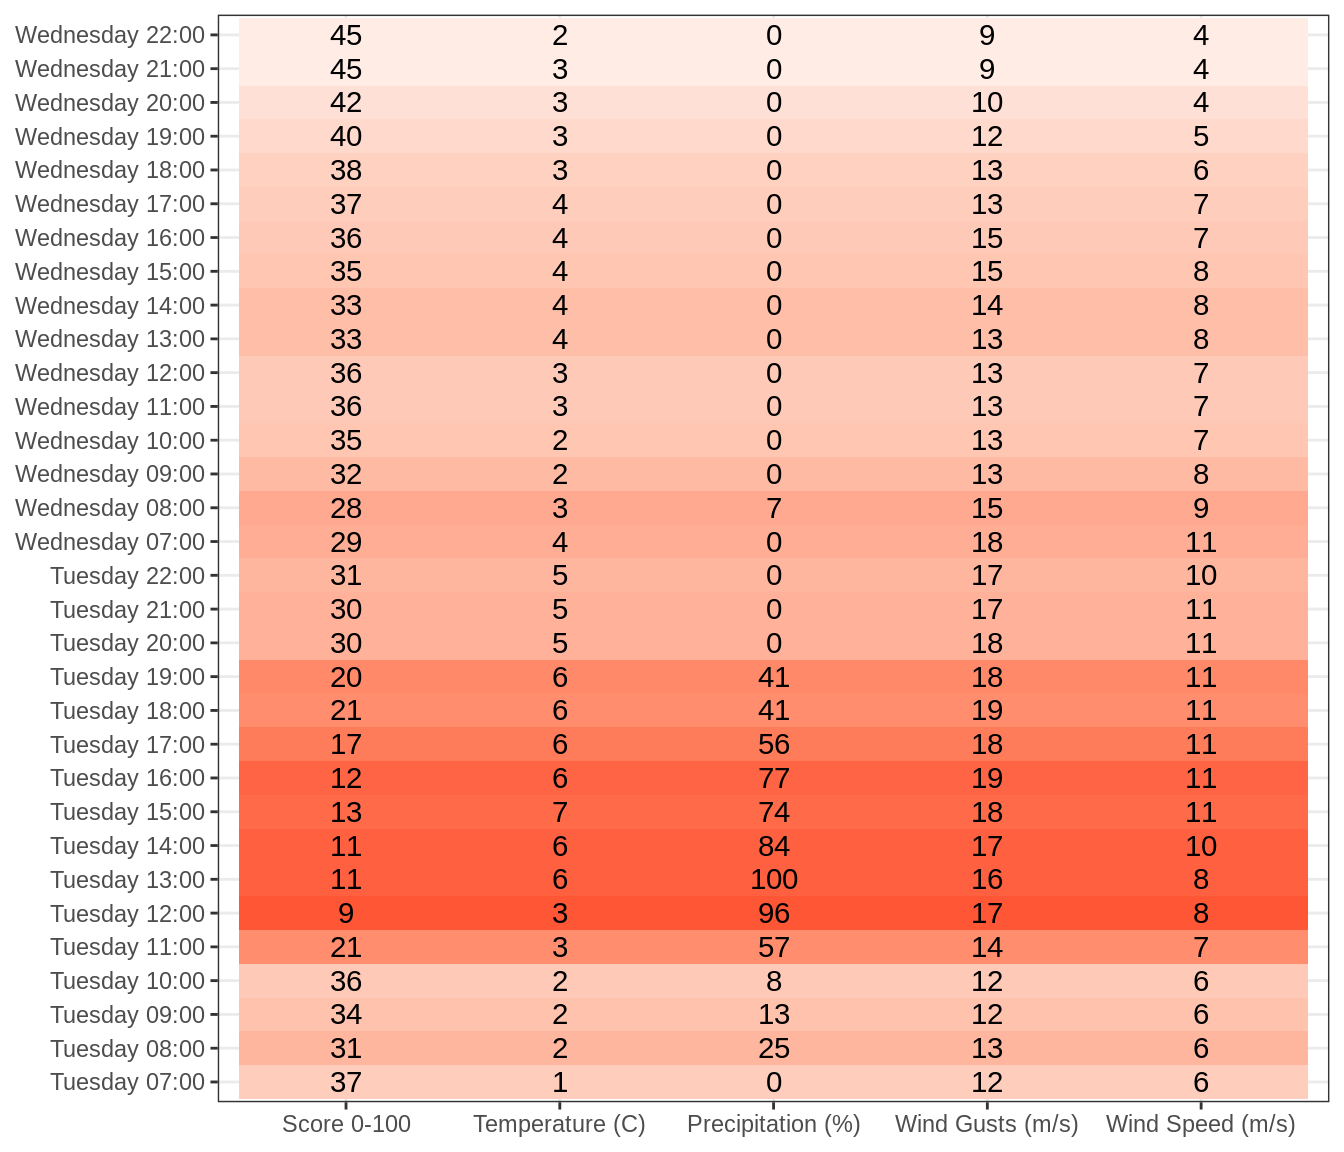 Wednesday 22:00 45 2 0 9 4
Wednesday 21:00 45 3 0 9 4
Wednesday 20:00 42 3 0 10 4
Wednesday 19:00 40 3 0 12 5
Wednesday 18:00 38 3 0 13 6
Wednesday 17:00 37 4 0 13 7
Wednesday 16:00 36 4 0 15 7
Wednesday 15:00 35 4 0 15 8
Wednesday 14:00 33 4 0 14 8
Wednesday 13:00 33 4 0 13 8
Wednesday 12:00 36 3 0 13 7
Wednesday 11:00 36 3 0 13 7
Wednesday 10:00 35 2 0 13 7
Wednesday 09:00 32 2 0 13 8
Wednesday 08:00 28 3 7 15 9
Wednesday 07:00 29 4 0 18 11
Tuesday 22:00 31 5 0 17 10
Tuesday 21:00 30 5 0 17 11
Tuesday 20:00 30 5 0 18 11
Tuesday 19:00 20 6 41 18 11
Tuesday 18:00 21 6 41 19 11
Tuesday 17:00 17 6 56 18 11
Tuesday 16:00 12 6 77 19 11
Tuesday 15:00 13 7 74 18 11
Tuesday 14:00 11 6 84 17 10
Tuesday 13:00 11 6 100 16 8
Tuesday 12:00 9 3 96 17 8
Tuesday 11:00 21 3 57 14 7
Tuesday 10:00 36 2 8 12 6
Tuesday 09:00 34 2 13 12 6
Tuesday 08:00 31 2 25 13 6
Tuesday 07:00 37 1 0 12 6
Score 0-100 Temperature (C) Precipitation (%) Wind Gusts (m/s) Wind Speed (m/s)